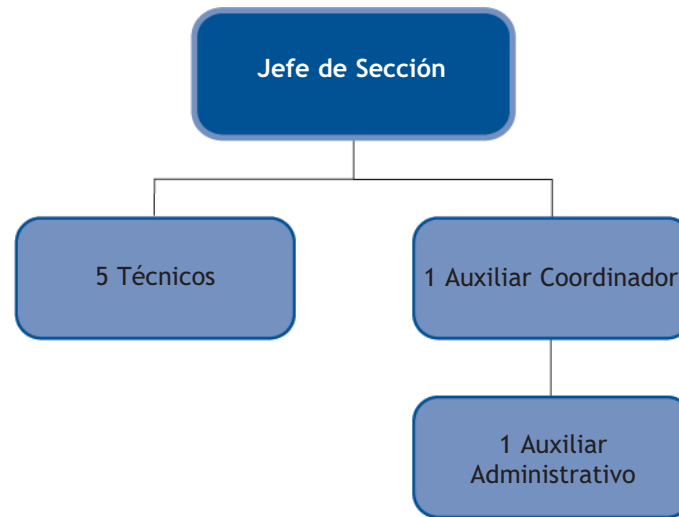 Jefe de Sección
5 Técnicos
1 Auxiliar Coordinador
1 Auxiliar
Administrativo